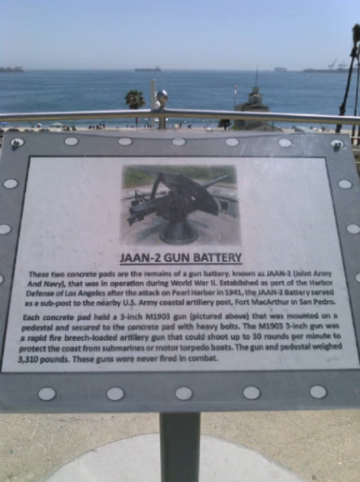 JAAN-2 GUN BATTERY
These two concrete pads are the remains of a gun battery, known as JAAN-2 (Joint Army
And Navy), that was in operation during World War II. Established as part of the Harbor
Defense of Los Angeles after the attack on Pearl Harbor in 1941, the JAAN-2 Battery served
as a sub-post to the nearby U.S. Army coastal artillery post, Fort MacArthur in San Pedro.
Each concrete pad held a 3-inch M1903 gun (pictured above) that was mounted on a
pedestal and secured to the concrete pad with heavy bolts. The M1903 3-inch gun was
a rapid fire breech-loaded artillery gun that could shoot up to 30 rounds per minute to
protect the coast from submarines or motor torpedo boats. The gun and pedestal weighed
3,310 pounds. These guns were never fired in combat.